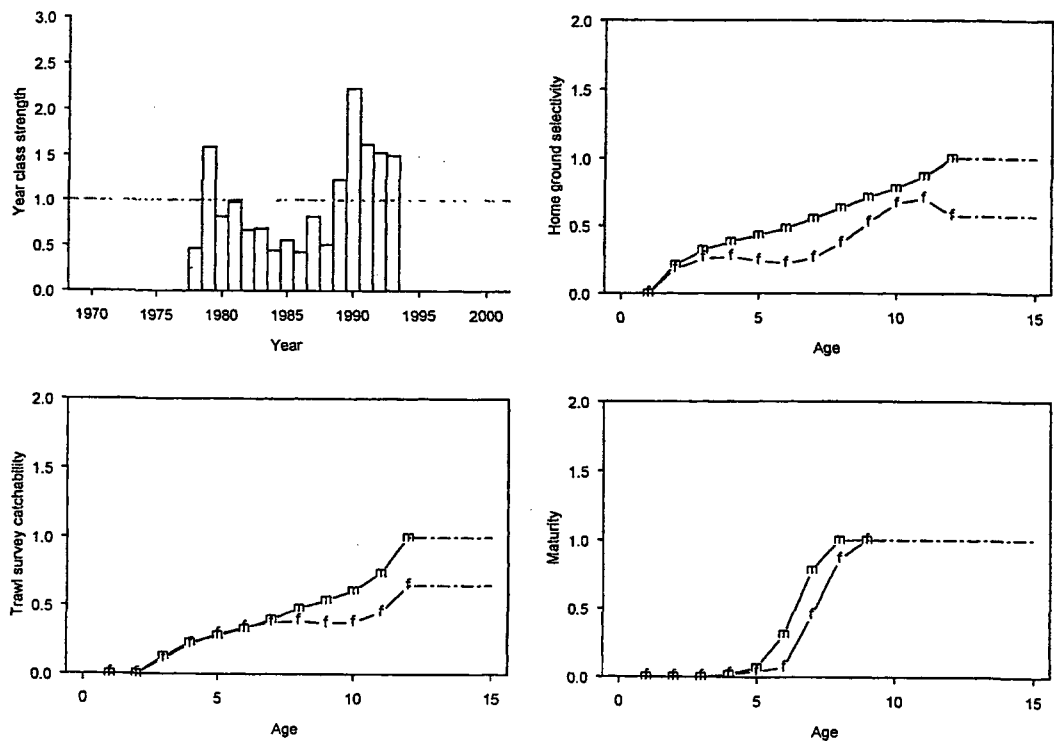 3.0
2.5
2.0
1.5
1.0
0.5
0.0
Year class strength
1970 1975 1980 1985 1990 1995 2000
Year
2.0
1.5
1.0
0.5
0.0
Home ground selectivity
m m m m m m m m m m m
f f f f f f f f f f f f
0 5 10 15
Age
2.0
1.5
1.0
0.5
0.0
Trawl survey catchability
m m m m m m m m m m m m
f f f f f f f f f f f f
0 5 10 15
Age
2.0
1.5
1.0
0.5
0.0
Maturity
m m m m m m m m m
f f f f f f f f f
0 5 10 15
Age